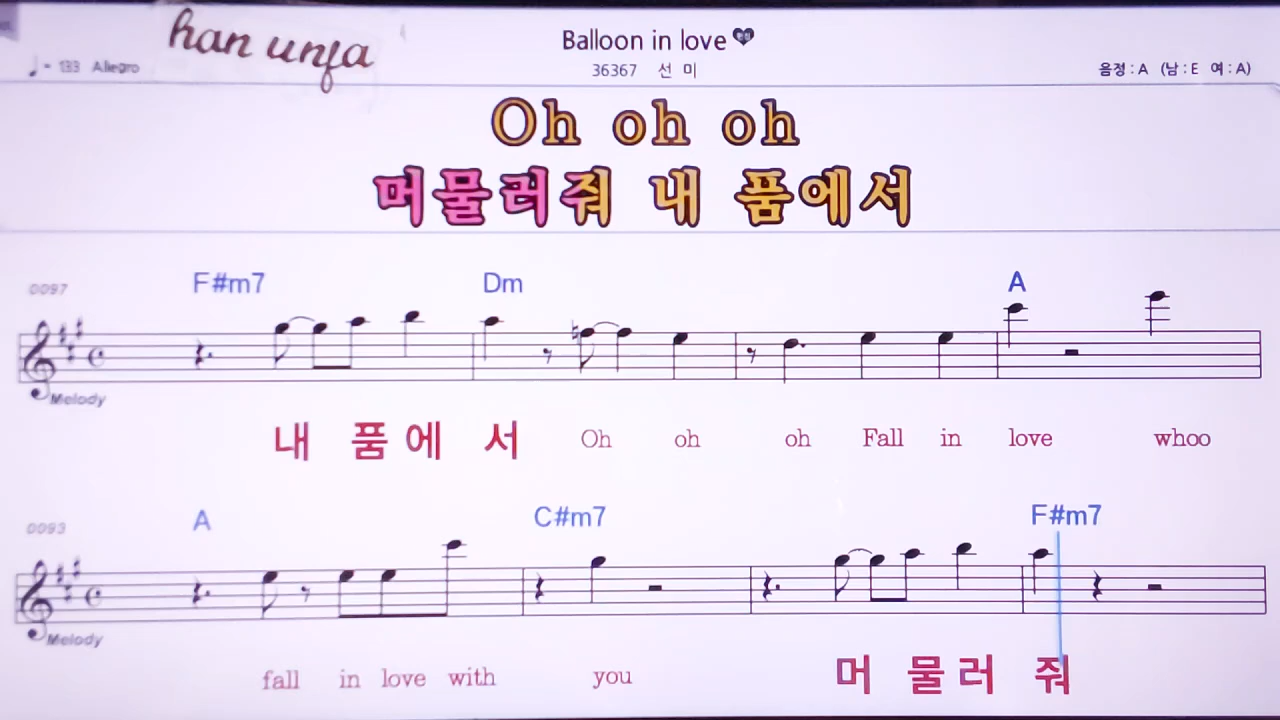 han unja
Balloon in love
♩= 133 Allegro
36367 선 미
음정 : A (남 : E 여 : A)
Oh oh oh
머물러줘 내 품에서
0097
F#m7 Dm A
Melody
내 품에 서 Oh oh oh Fall in love whoo
0093
A C#m7 F#m7
Melody
fall in love with you 머 물러 줘